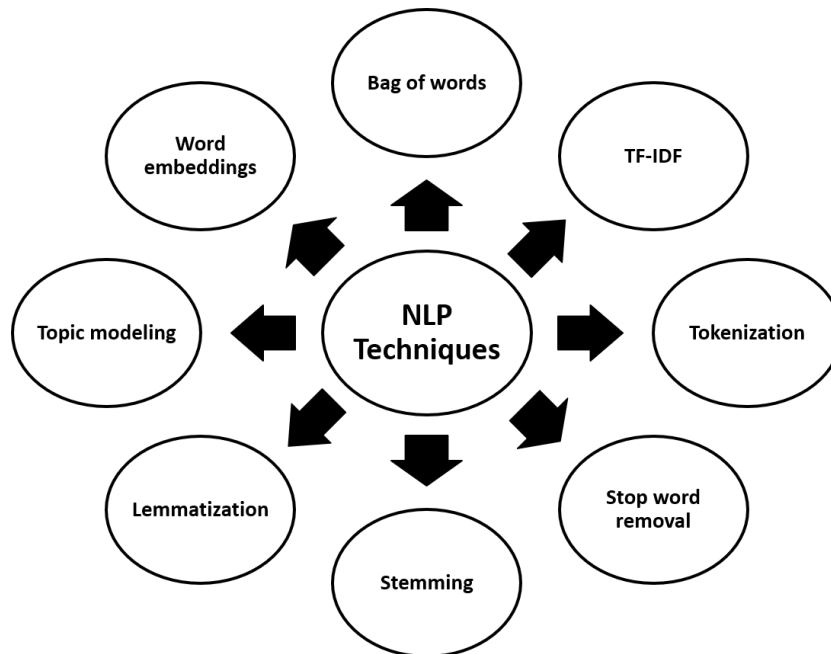 Bag of words
Word
embeddings
TF-IDF
Topic modeling
NLP
Techniques
Tokenization
Lemmatization
Stop word
removal
Stemming